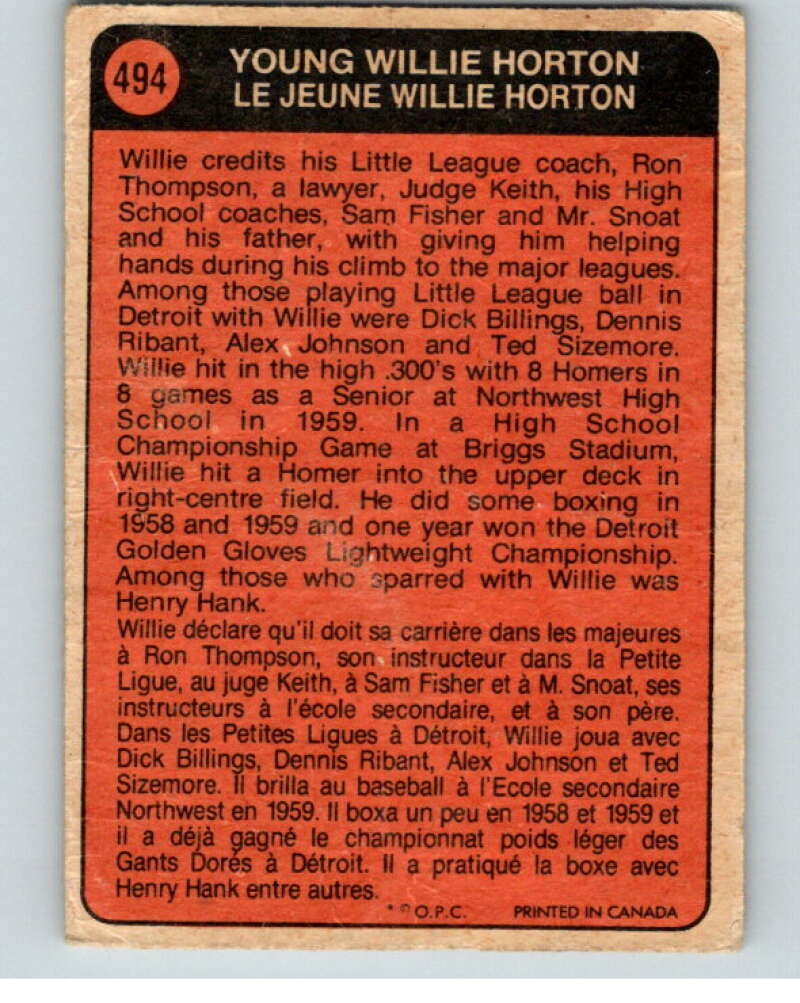 494
YOUNG WILLIE HORTON
LE JEUNE WILLIE HORTON
Willie credits his Little League coach, Ron
Thompson, a lawyer, Judge Keith, his High
School coaches, Sam Fisher and Mr. Snoat
and his father, with giving him helping
hands during his climb to the major leagues.
Among those playing Little League ball in
Detroit with Willie were Dick Billings, Dennis
Ribant, Alex Johnson and Ted Sizemore.
Willie hit in the high .300's with 8 Homers in
8 games as a Senior at Northwest High
School in 1959. In a High School
Championship Game at Briggs Stadium,
Willie hit a Homer into the upper deck in
right-centre field. He did some boxing in
1958 and 1959 and one year won the Detroit
Golden Gloves Lightweight Championship.
Among those who sparred with Willie was
Henry Hank.
Willie déclare qu'il doit sa carrière dans les majeures
à Ron Thompson, son instructeur dans la Petite
Ligue, au juge Keith, à Sam Fisher et à M. Snoat, ses
instructeurs à l'école secondaire, et à son père.
Dans les Petites Ligues à Détroit, Willie joua avec
Dick Billings, Dennis Ribant, Alex Johnson et Ted
Sizemore. Il brilla au baseball à l'Ecole secondaire
Northwest en 1959. Il boxa un peu en 1958 et 1959 et
il a déjà gagné le championnat poids léger des
Gants Dorés à Détroit. Il a pratiqué la boxe avec
Henry Hank entre autres.
* © O.P.C. PRINTED IN CANADA